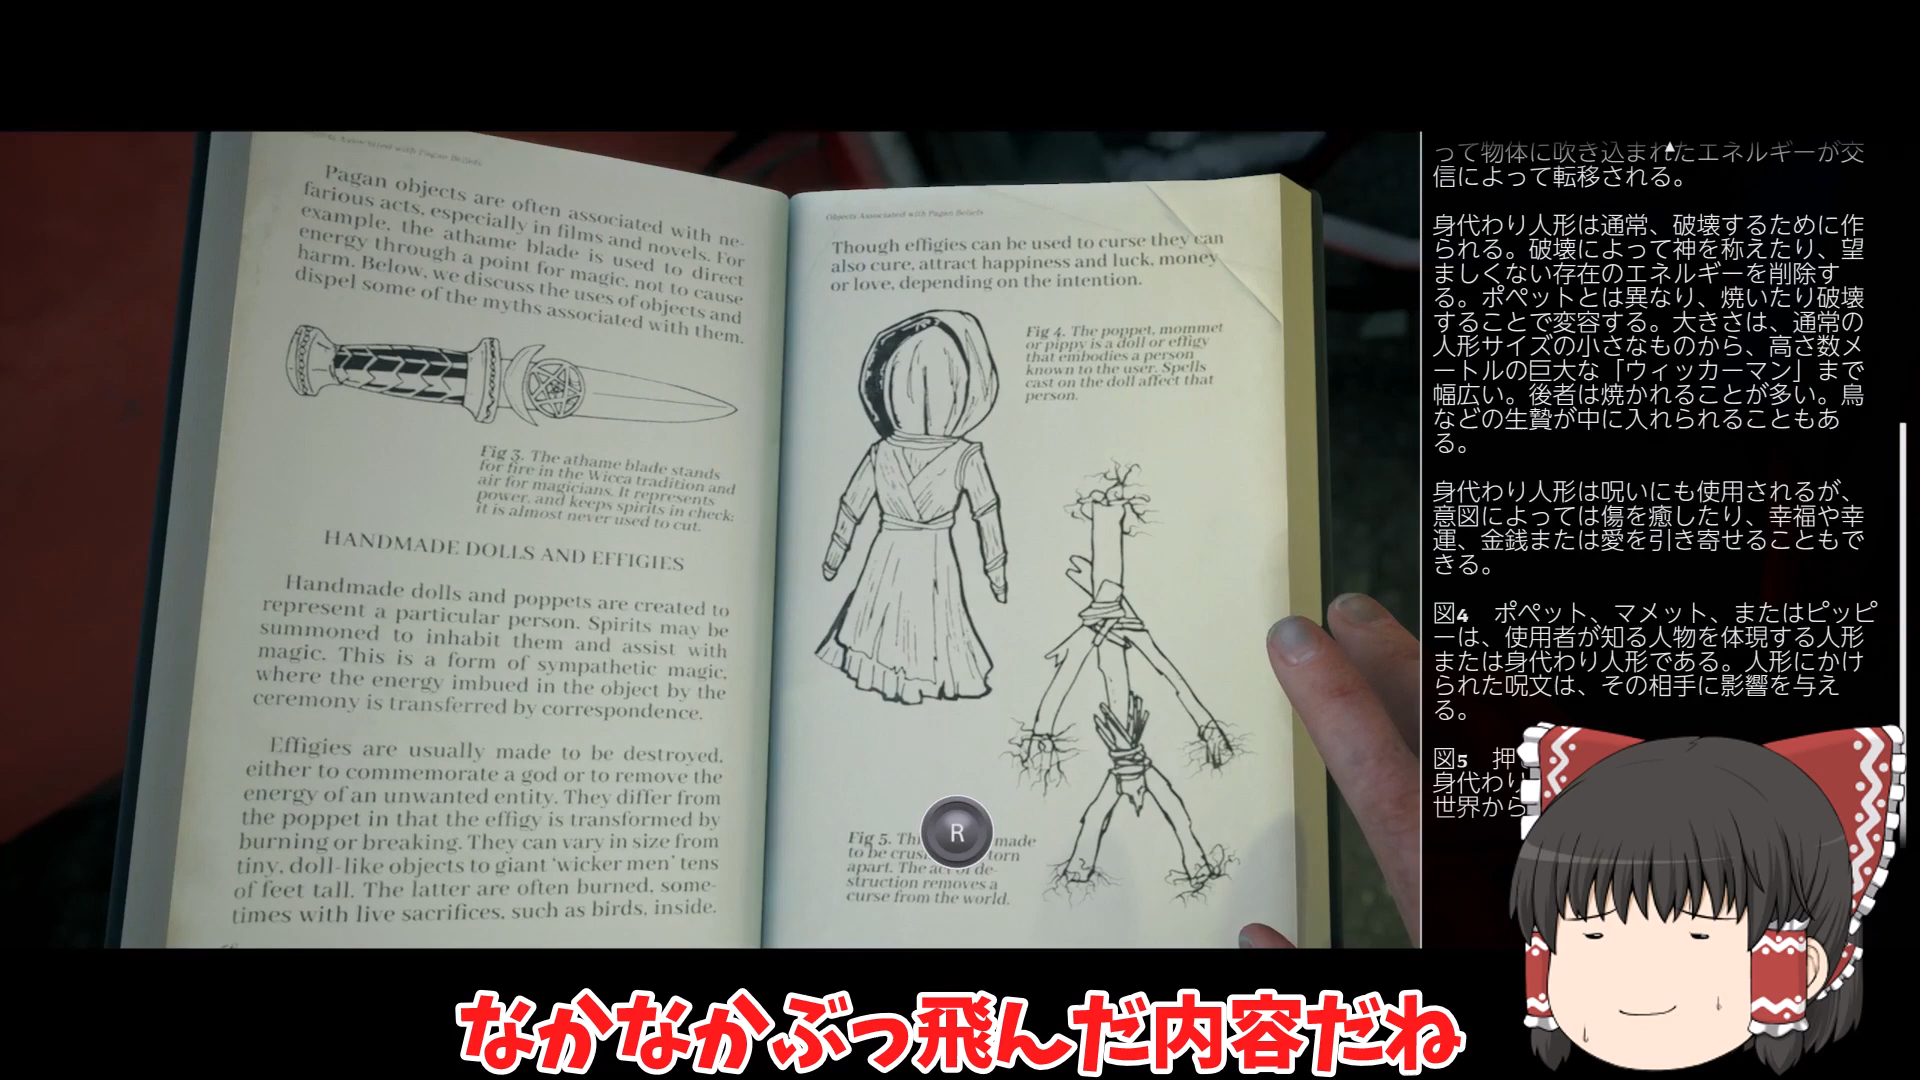 Associated with Pagan Beliefs
Pagan objects are often associated with ne-
farious acts, especially in films and novels. For
example, the athame blade is used to direct
energy through a point for magic, not to cause
harm. Below, we discuss the uses of objects and
dispel some of the myths associated with them.
Fig 3. The athame blade stands
for fire in the Wicca tradition and
air for magicians. It represents
power, and keeps spirits in check;
it is almost never used to cut.
HANDMADE DOLLS AND EFFIGIES
Handmade dolls and poppets are created to
represent a particular person. Spirits may be
summoned to inhabit them and assist with
magic. This is a form of sympathetic magic,
where the energy imbued in the object by the
ceremony is transferred by correspondence.
Effigies are usually made to be destroyed,
either to commemorate a god or to remove the
energy of an unwanted entity. They differ from
the poppet in that the effigy is transformed by
burning or breaking. They can vary in size from
tiny, doll-like objects to giant 'wicker men' tens
of feet tall. The latter are often burned, some-
times with live sacrifices, such as birds, inside.
Objects Associated with Pagan Beliefs
Though effigies can be used to curse they can
also cure, attract happiness and luck, money
or love, depending on the intention.
Fig 4. The poppet, mommet
or pippy is a doll or effigy
that embodies a person
known to the user. Spells
cast on the doll affect that
person.
Fig 5. made
to be torn
apart. The de-
struction removes a
curse from the world.
R
って物体に吹き込まれたエネルギーが交
信によって転移される。
身代わり人形は通常、破壊するために作
られる。破壊によって神を称えたり、望
ましくない存在のエネルギーを削除す
る。ポペットとは異なり、焼いたり破壊
することで変容する。大きさは、通常の
人形サイズの小さなものから、高さ数メ
ートルの巨大な「ウィッカーマン」まで
幅広い。後者は焼かれることが多い。鳥
などの生贄が中に入れられることもあ
る。
身代わり人形は呪いにも使用されるが、
意図によっては傷を癒したり、幸福や幸
運、金銭または愛を引き寄せることもで
きる。
図4 ポペット、マメット、またはピッピ
ーは、使用者が知る人物を体現する人形
または身代わり人形である。人形にかけ
られた呪文は、その相手に影響を与え
る。
図5 押
身代わり
世界から
なかなかぶっ飛んだ内容だね